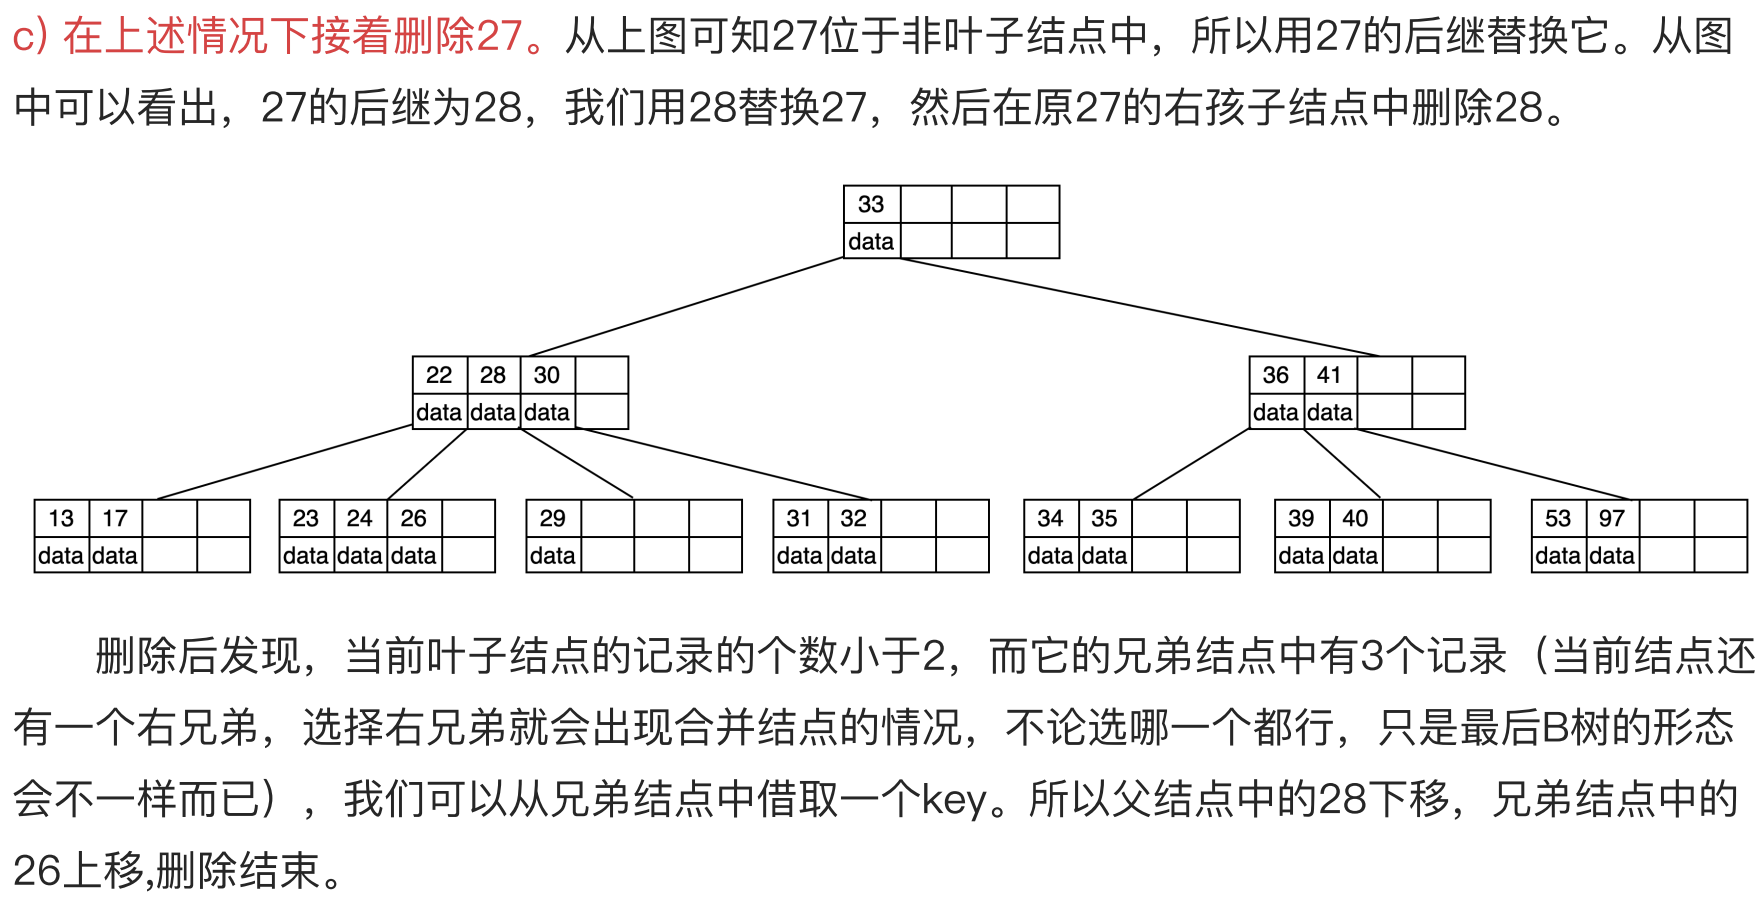 c) 在上述情况下接着删除27。从上图可知27位于非叶子结点中，所以用27的后继替换它。从图
中可以看出，27的后继为28，我们用28替换27，然后在原27的右孩子结点中删除28。
33
data
22 28 30
data data data
36 41
data data
13 17
data data
23 24 26
data data data
29
data
31 32
data data
34 35
data data
39 40
data data
53 97
data data
删除后发现，当前叶子结点的记录的个数小于2，而它的兄弟结点中有3个记录（当前结点还
有一个右兄弟，选择右兄弟就会出现合并结点的情况，不论选哪一个都行，只是最后B树的形态
会不一样而已），我们可以从兄弟结点中借取一个key。所以父结点中的28下移，兄弟结点中的
26上移,删除结束。